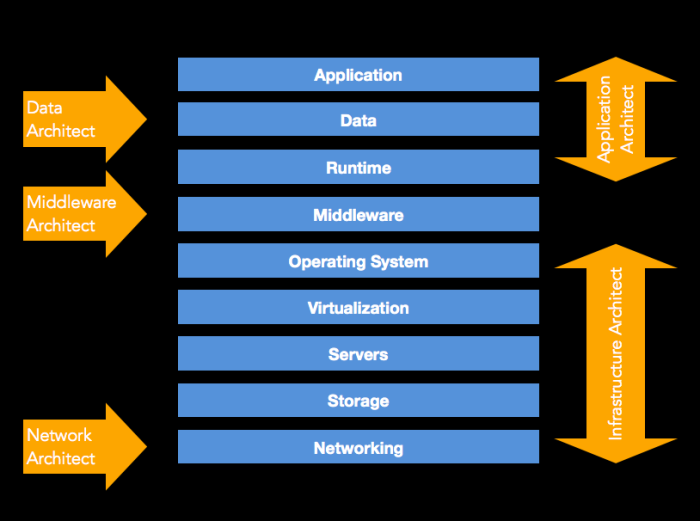 Application
Data
Runtime
Middleware
Operating System
Virtualization
Servers
Storage
Networking
Data
Architect
Middleware
Architect
Network
Architect
Application
Architect
Infrastructure Architect